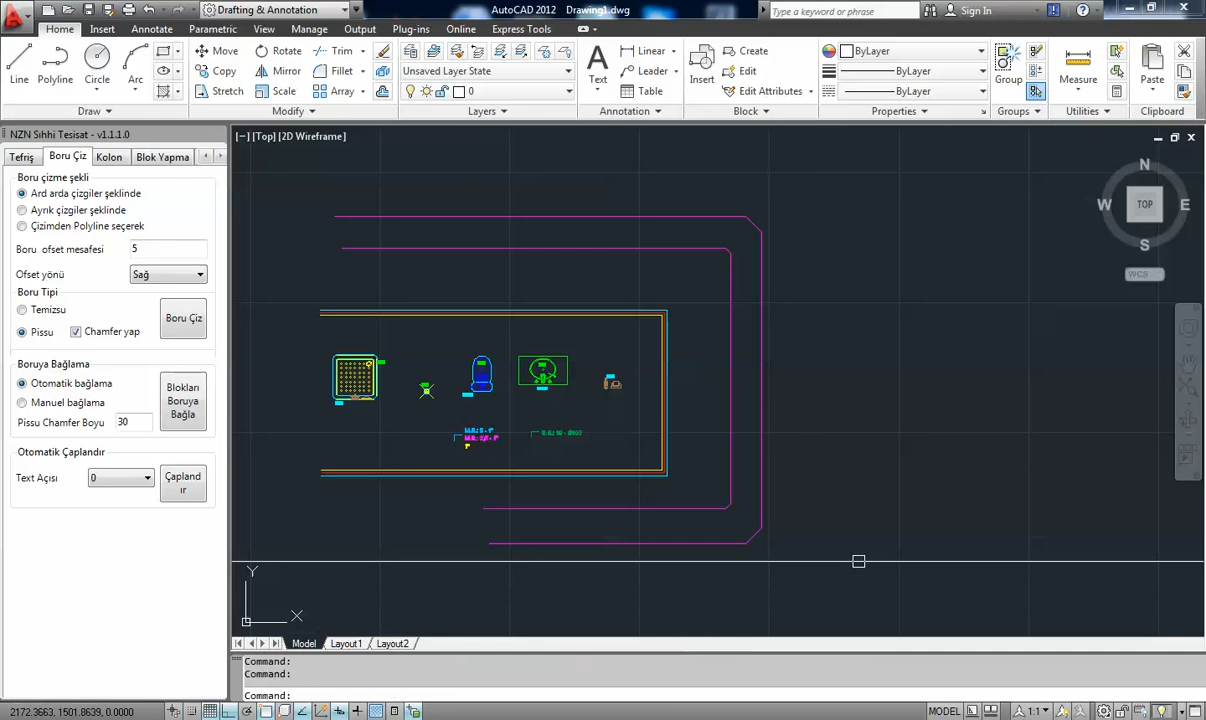 Drafting & Annotation
AutoCAD 2012 Drawing1.dwg
Type a keyword or phrase
Sign In
Home Insert Annotate Parametric View Manage Output Plug-ins Online Express Tools
Line Polyline Circle Arc
Move Rotate Trim
Copy Mirror Fillet
Stretch Scale Array
Unsaved Layer State
0
Text
Linear
Leader
Table
Insert
Create
Edit
Edit Attributes
ByLayer
ByLayer
ByLayer
Group
Measure
Paste
Draw Modify Layers Annotation Block Properties Groups Utilities Clipboard
NZN Sıhhi Tesisat - v1.1.1.0
Tefriş Boru Çiz Kolon Blok Yapma
Boru çizme şekli
Ard arda çizgiler şeklinde
Ayrık çizgiler şeklinde
Çizimden Polyline seçerek
Boru ofset mesafesi 5
Ofset yönü Sağ
Boru Tipi
Temizsu
Pissu Chamfer yap
Boru Çiz
Boruya Bağlama
Otomatik bağlama
Manuel bağlama
Pissu Chamfer Boyu 30
Blokları
Boruya
Bağla
Otomatik Çaplandır
Text Açısı 0
Çapland
ır
[−] [Top] [2D Wireframe]
N
W TOP E
S
WCS
Y
X
Model Layout1 Layout2
Command:
Command:
Command:
2172.3663, 1501.8639, 0.0000
MODEL
1:1